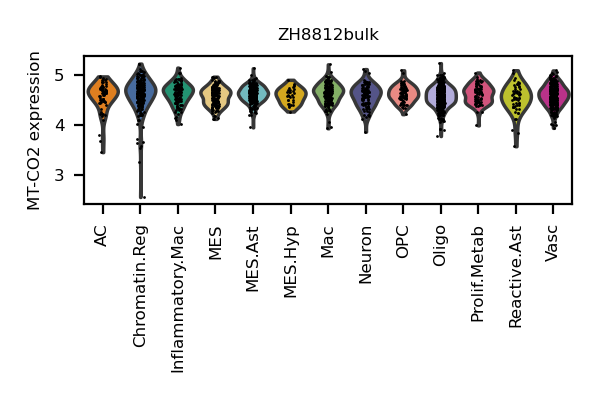 ZH8812bulk
MT-CO2 expression
5
4
3
AC
Chromatin.Reg
Inflammatory.Mac
MES
MES.Ast
MES.Hyp
Mac
Neuron
OPC
Oligo
Prolif.Metab
Reactive.Ast
Vasc